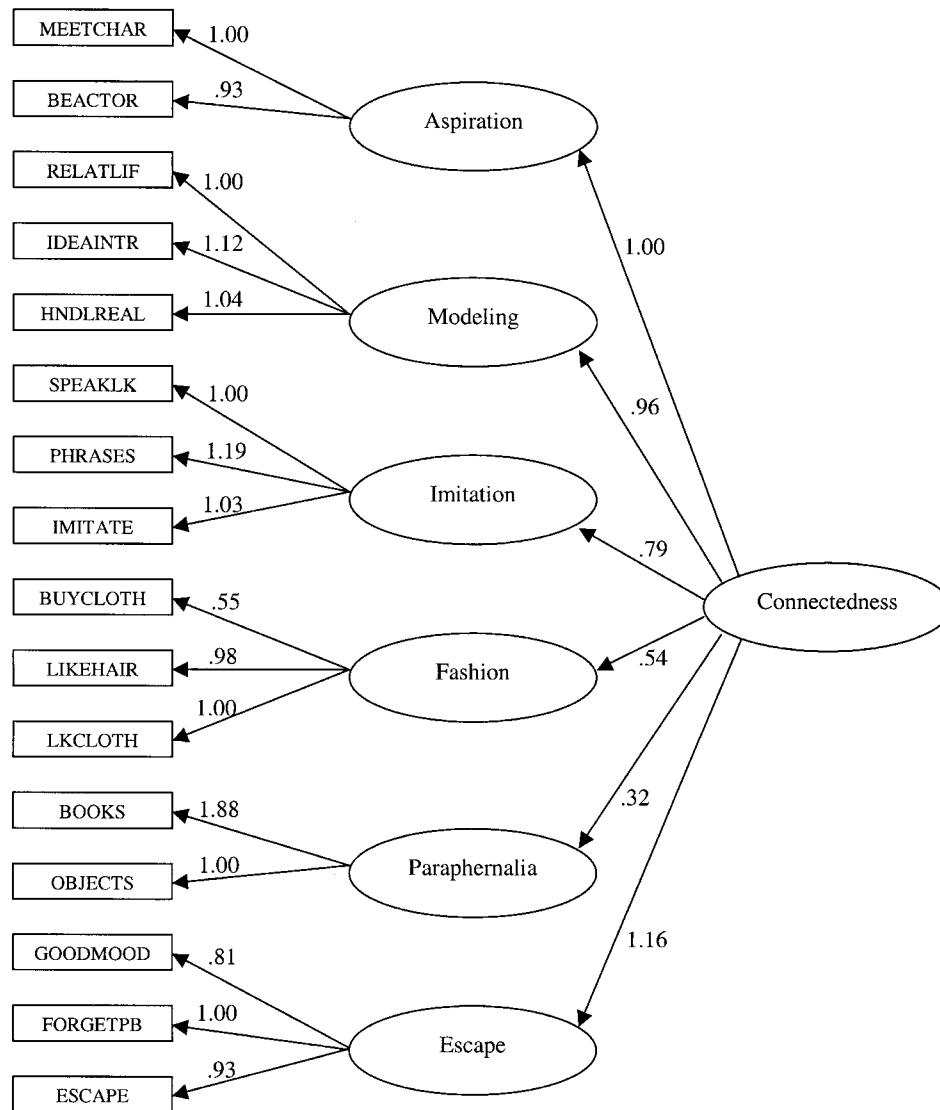 MEETCHAR
1.00
BEACTOR
.93
Aspiration
RELATLIF
1.00
IDEAINTR
1.12
1.00
HNDLREAL
1.04
Modeling
SPEAKLK
1.00
.96
PHRASES
1.19
Imitation
IMITATE
1.03
.79
BUYCLOTH
.55
Connectedness
LIKEHAIR
.98
Fashion
.54
LKCLOTH
1.00
BOOKS
1.88
.32
OBJECTS
1.00
Paraphernalia
GOODMOOD
.81
1.16
FORGETPB
1.00
Escape
ESCAPE
.93